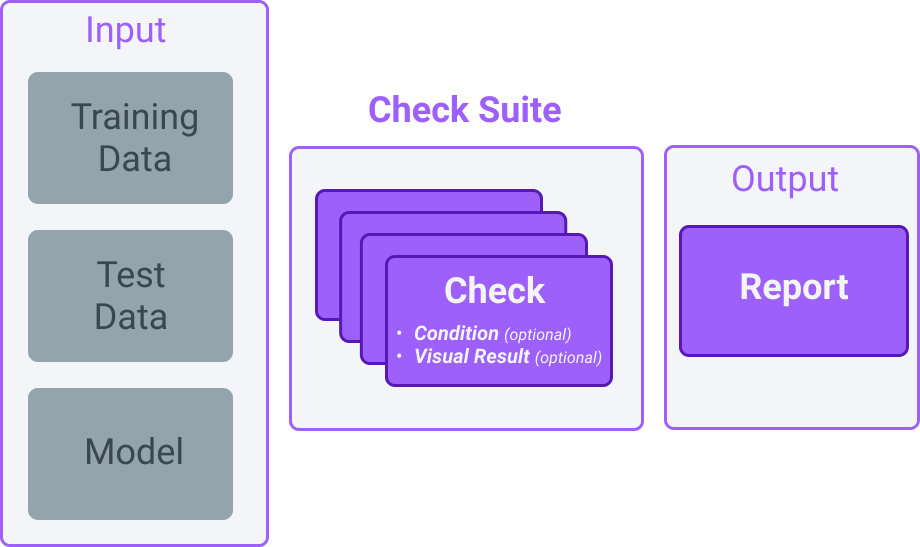 Input
Training
Data
Test
Data
Model
Check Suite
Check
• Condition (optional)
• Visual Result (optional)
Output
Report